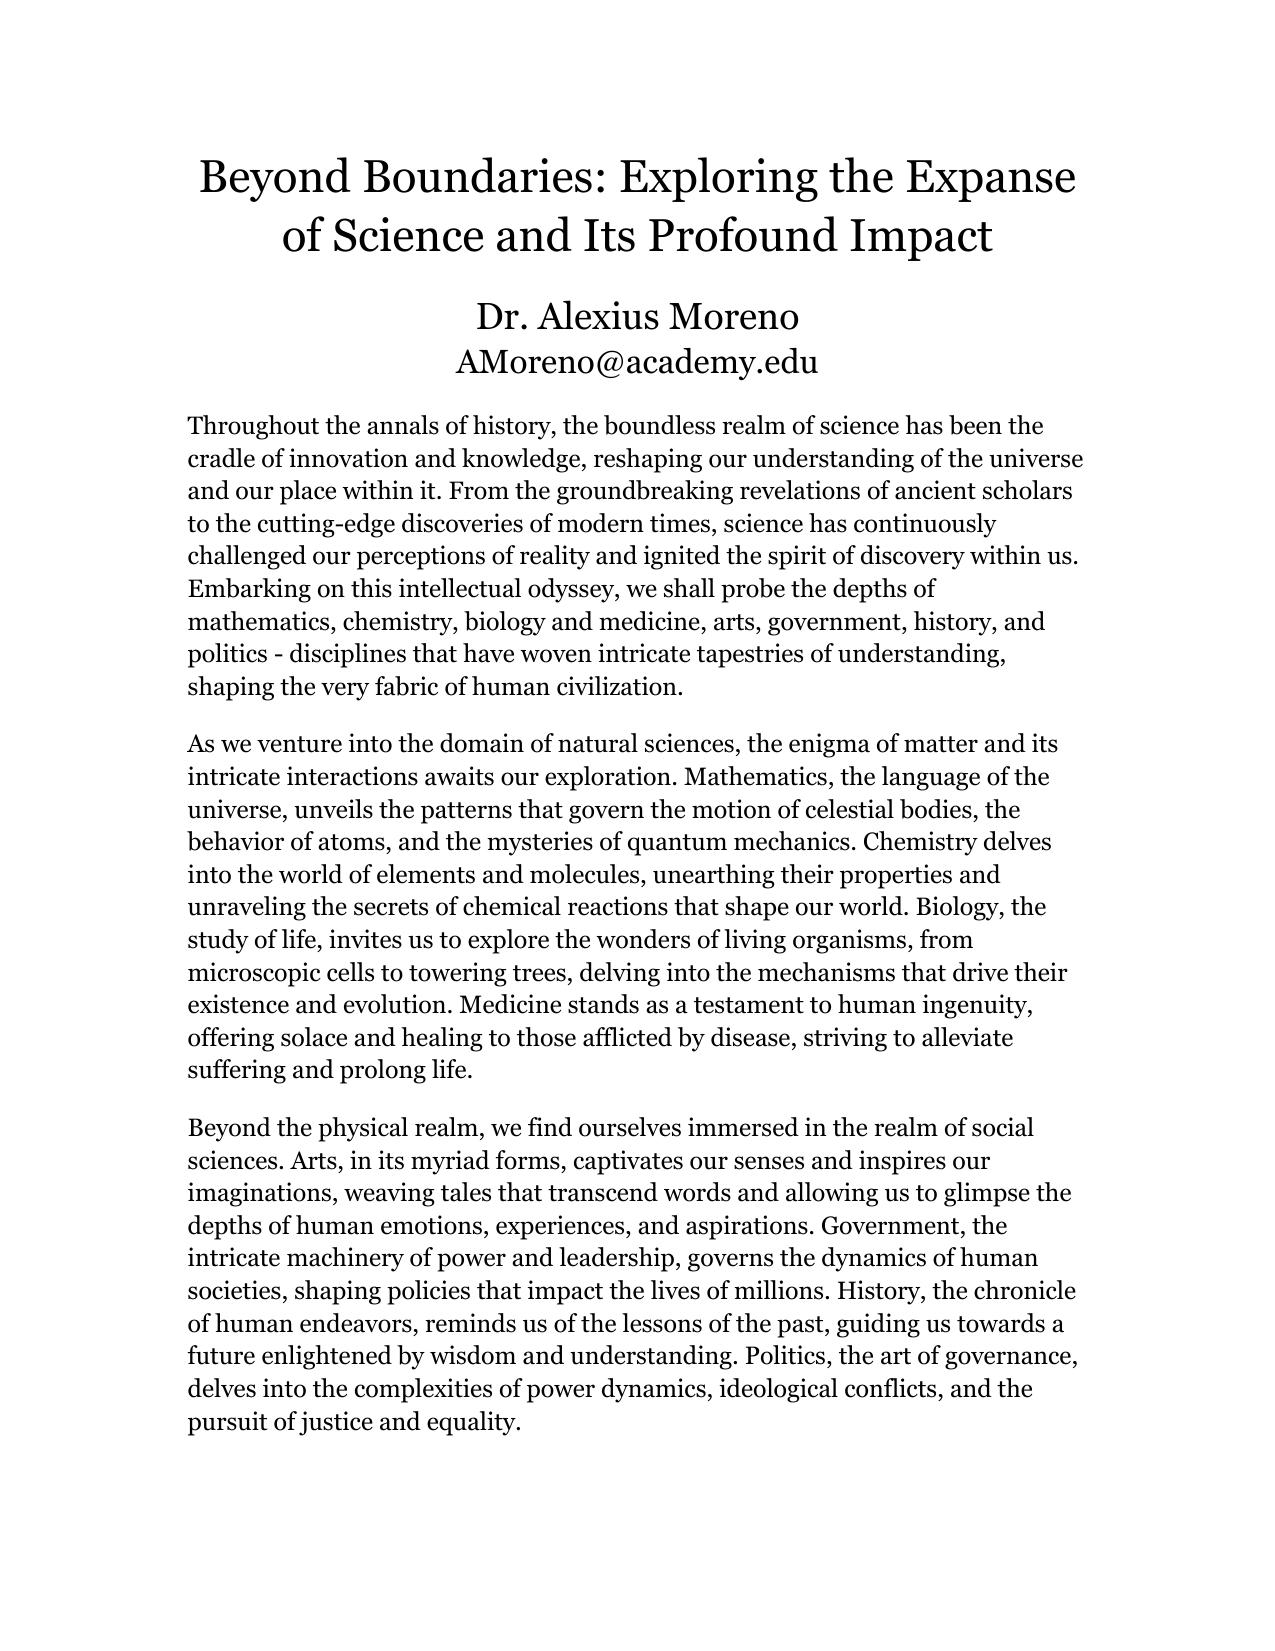 Beyond Boundaries: Exploring the Expanse
of Science and Its Profound Impact
Dr. Alexius Moreno
AMoreno@academy.edu
Throughout the annals of history, the boundless realm of science has been the
cradle of innovation and knowledge, reshaping our understanding of the universe
and our place within it. From the groundbreaking revelations of ancient scholars
to the cutting-edge discoveries of modern times, science has continuously
challenged our perceptions of reality and ignited the spirit of discovery within us.
Embarking on this intellectual odyssey, we shall probe the depths of
mathematics, chemistry, biology and medicine, arts, government, history, and
politics - disciplines that have woven intricate tapestries of understanding,
shaping the very fabric of human civilization.
As we venture into the domain of natural sciences, the enigma of matter and its
intricate interactions awaits our exploration. Mathematics, the language of the
universe, unveils the patterns that govern the motion of celestial bodies, the
behavior of atoms, and the mysteries of quantum mechanics. Chemistry delves
into the world of elements and molecules, unearthing their properties and
unraveling the secrets of chemical reactions that shape our world. Biology, the
study of life, invites us to explore the wonders of living organisms, from
microscopic cells to towering trees, delving into the mechanisms that drive their
existence and evolution. Medicine stands as a testament to human ingenuity,
offering solace and healing to those afflicted by disease, striving to alleviate
suffering and prolong life.
Beyond the physical realm, we find ourselves immersed in the realm of social
sciences. Arts, in its myriad forms, captivates our senses and inspires our
imaginations, weaving tales that transcend words and allowing us to glimpse the
depths of human emotions, experiences, and aspirations. Government, the
intricate machinery of power and leadership, governs the dynamics of human
societies, shaping policies that impact the lives of millions. History, the chronicle
of human endeavors, reminds us of the lessons of the past, guiding us towards a
future enlightened by wisdom and understanding. Politics, the art of governance,
delves into the complexities of power dynamics, ideological conflicts, and the
pursuit of justice and equality.